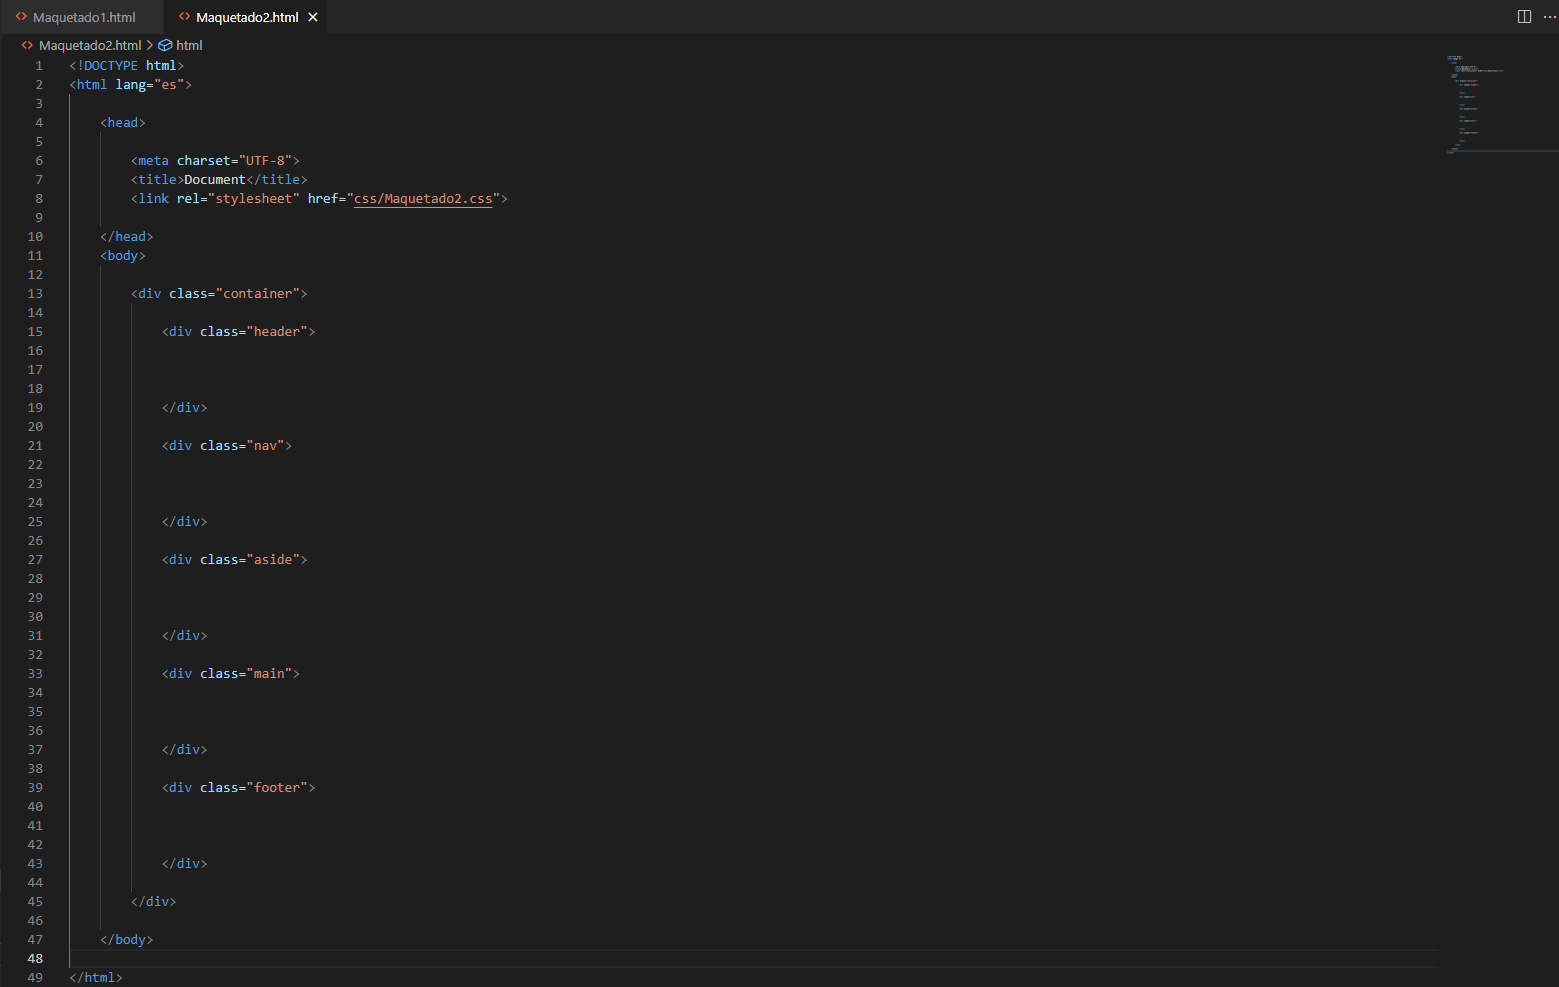 Maquetado1.html Maquetado2.html
Maquetado2.html > html
1 <!DOCTYPE html>
2 <html lang="es">
3
4 <head>
5
6 <meta charset="UTF-8">
7 <title>Document</title>
8 <link rel="stylesheet" href="css/Maquetado2.css">
9
10 </head>
11 <body>
12
13 <div class="container">
14
15 <div class="header">
16
17
18
19 </div>
20
21 <div class="nav">
22
23
24
25 </div>
26
27 <div class="aside">
28
29
30
31 </div>
32
33 <div class="main">
34
35
36
37 </div>
38
39 <div class="footer">
40
41
42
43 </div>
44
45 </div>
46
47 </body>
48
49 </html>